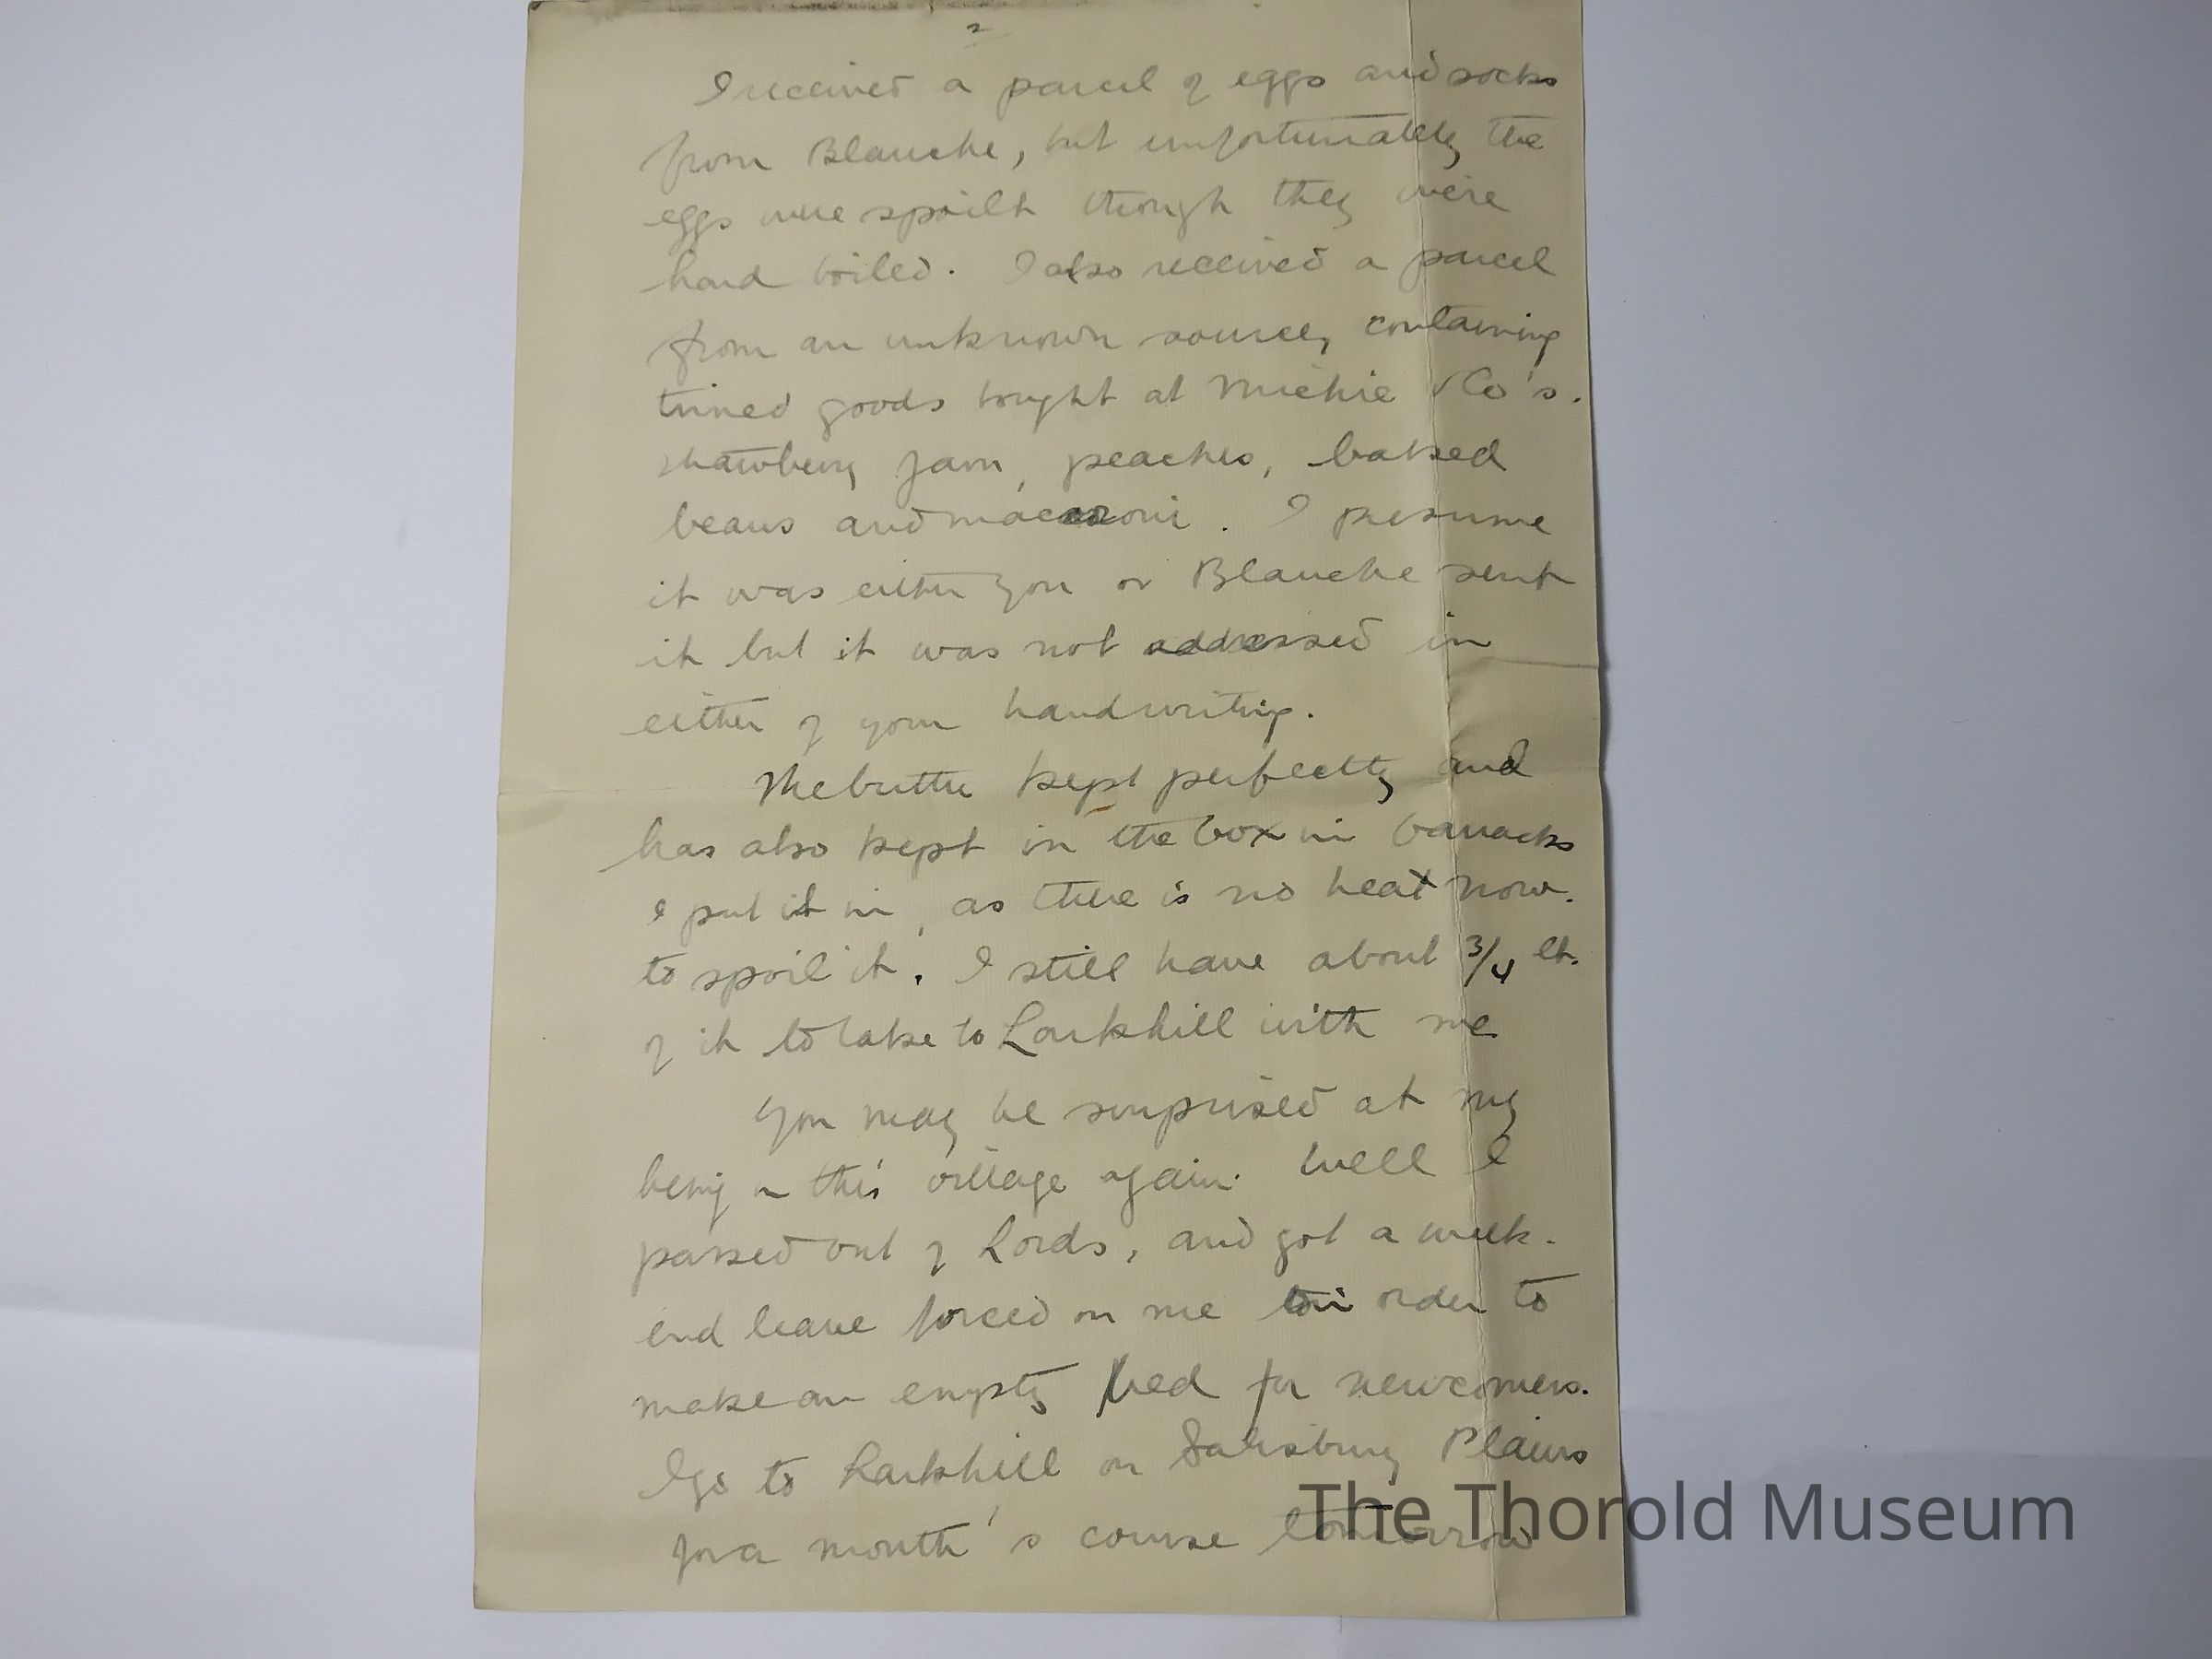 2
I received a parcel of eggs and socks
from Blanche, but unfortunately the
eggs were spoilt though they were
hard boiled. I also received a parcel
from an unknown source, containing
tinned goods bought at Michie & Co's.
strawberry jam, peaches, baked
beans and macaroni. I presume
it was either you or Blanche sent
it but it was not addressed in
either of your handwriting.
The butter kept perfectly and
has also kept in the box in barracks
I put it in, as there is no heat now.
to spoil it. I still have about 3/4 lb.
of it to take to Larkhill with me
You may be surprised at my
being in this village again. Well I
passed out of Lords, and got a week-
end leave forced on me in order to
make an empty bed for newcomers.
I go to Larkhill on Salisbury Plains
for a month's course tomorrow
The Thorold Museum